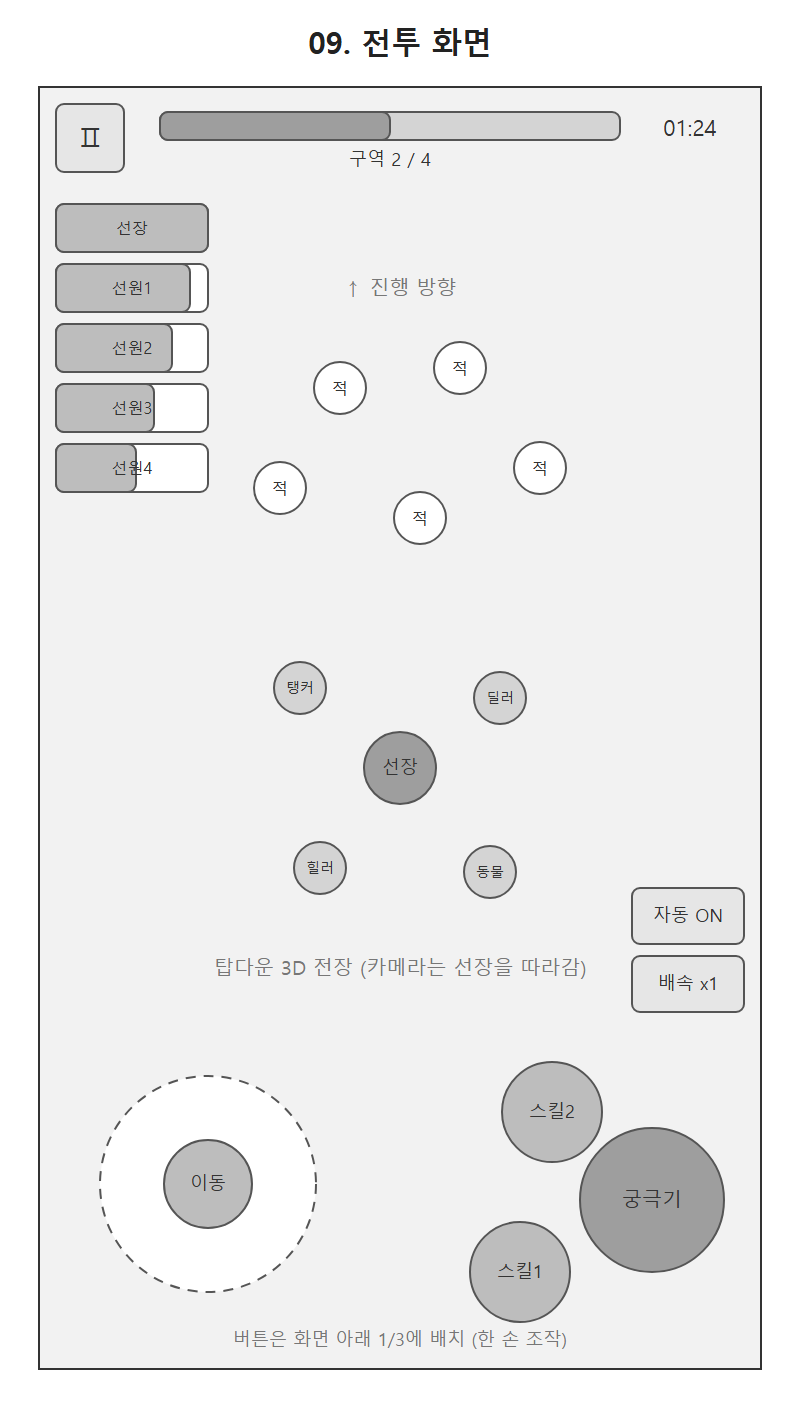 09. 전투 화면
II
01:24
구역 2 / 4
선장
선원1
↑ 진행 방향
선원2
적
적
선원3
선원4
적
적
적
탱커
딜러
선장
힐러
동물
자동 ON
탑다운 3D 전장 (카메라는 선장을 따라감)
배속 x1
스킬2
이동
궁극기
스킬1
버튼은 화면 아래 1/3에 배치 (한 손 조작)